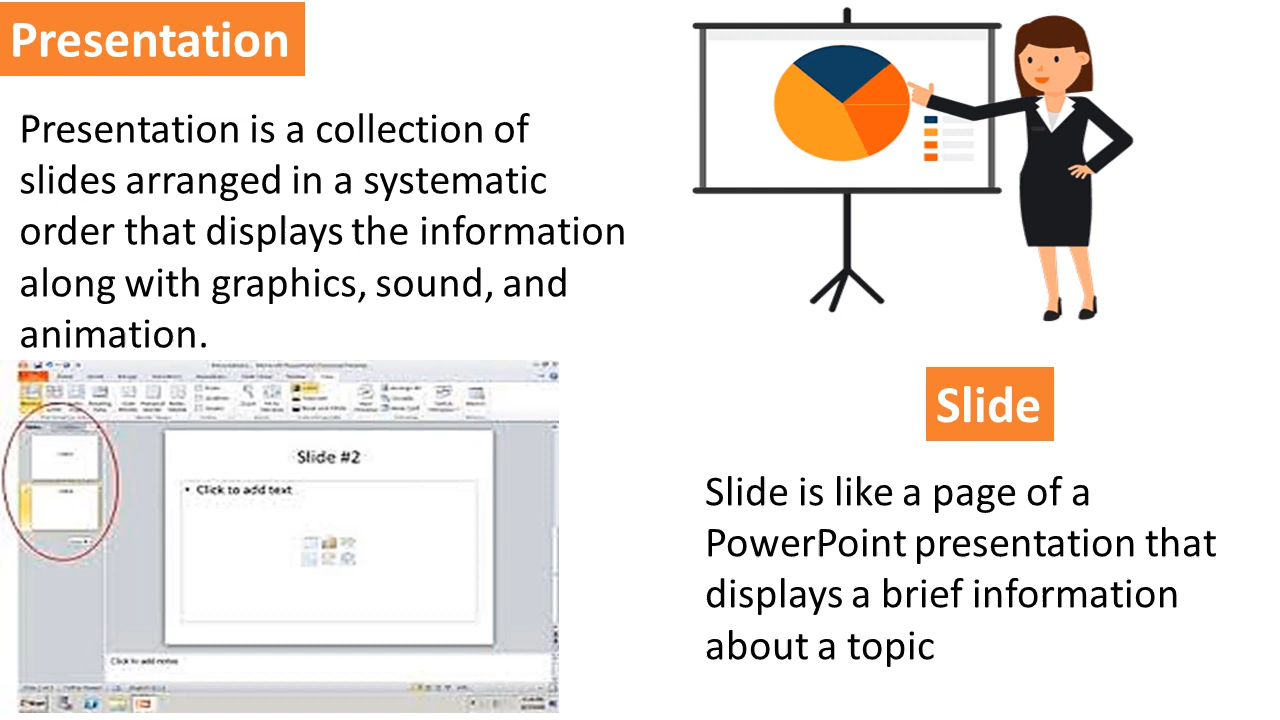 Presentation
Presentation is a collection of
slides arranged in a systematic
order that displays the information
along with graphics, sound, and
animation.
Slide #2
• Click to add text
Click to add notes
Slide
Slide is like a page of a
PowerPoint presentation that
displays a brief information
about a topic